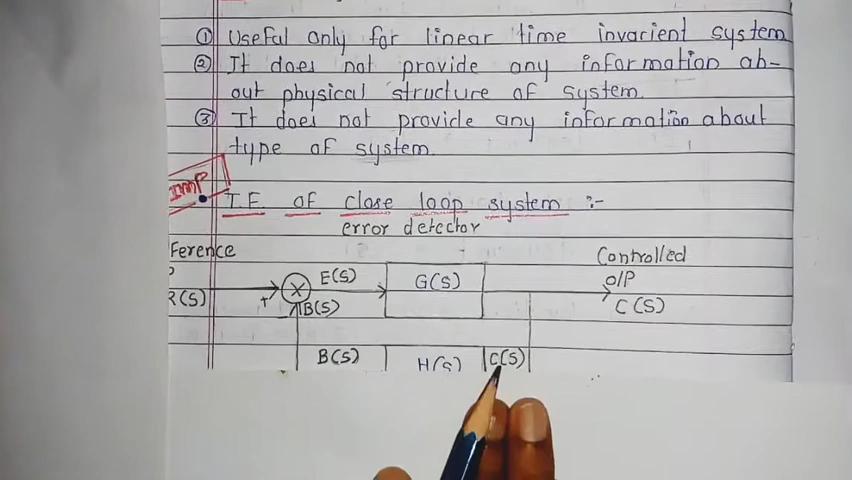 ① Useful only for linear time invarient system
② It does not provide any information ab-
out physical structure of system.
③ It does not provide any information about
type of system.
IMP
T.F. of close loop system :-
error detector
ference
Controlled
O/P
R(S)
+
E(S)
G(S)
C(S)
B(S)
B(S)
H(S)
C(S)